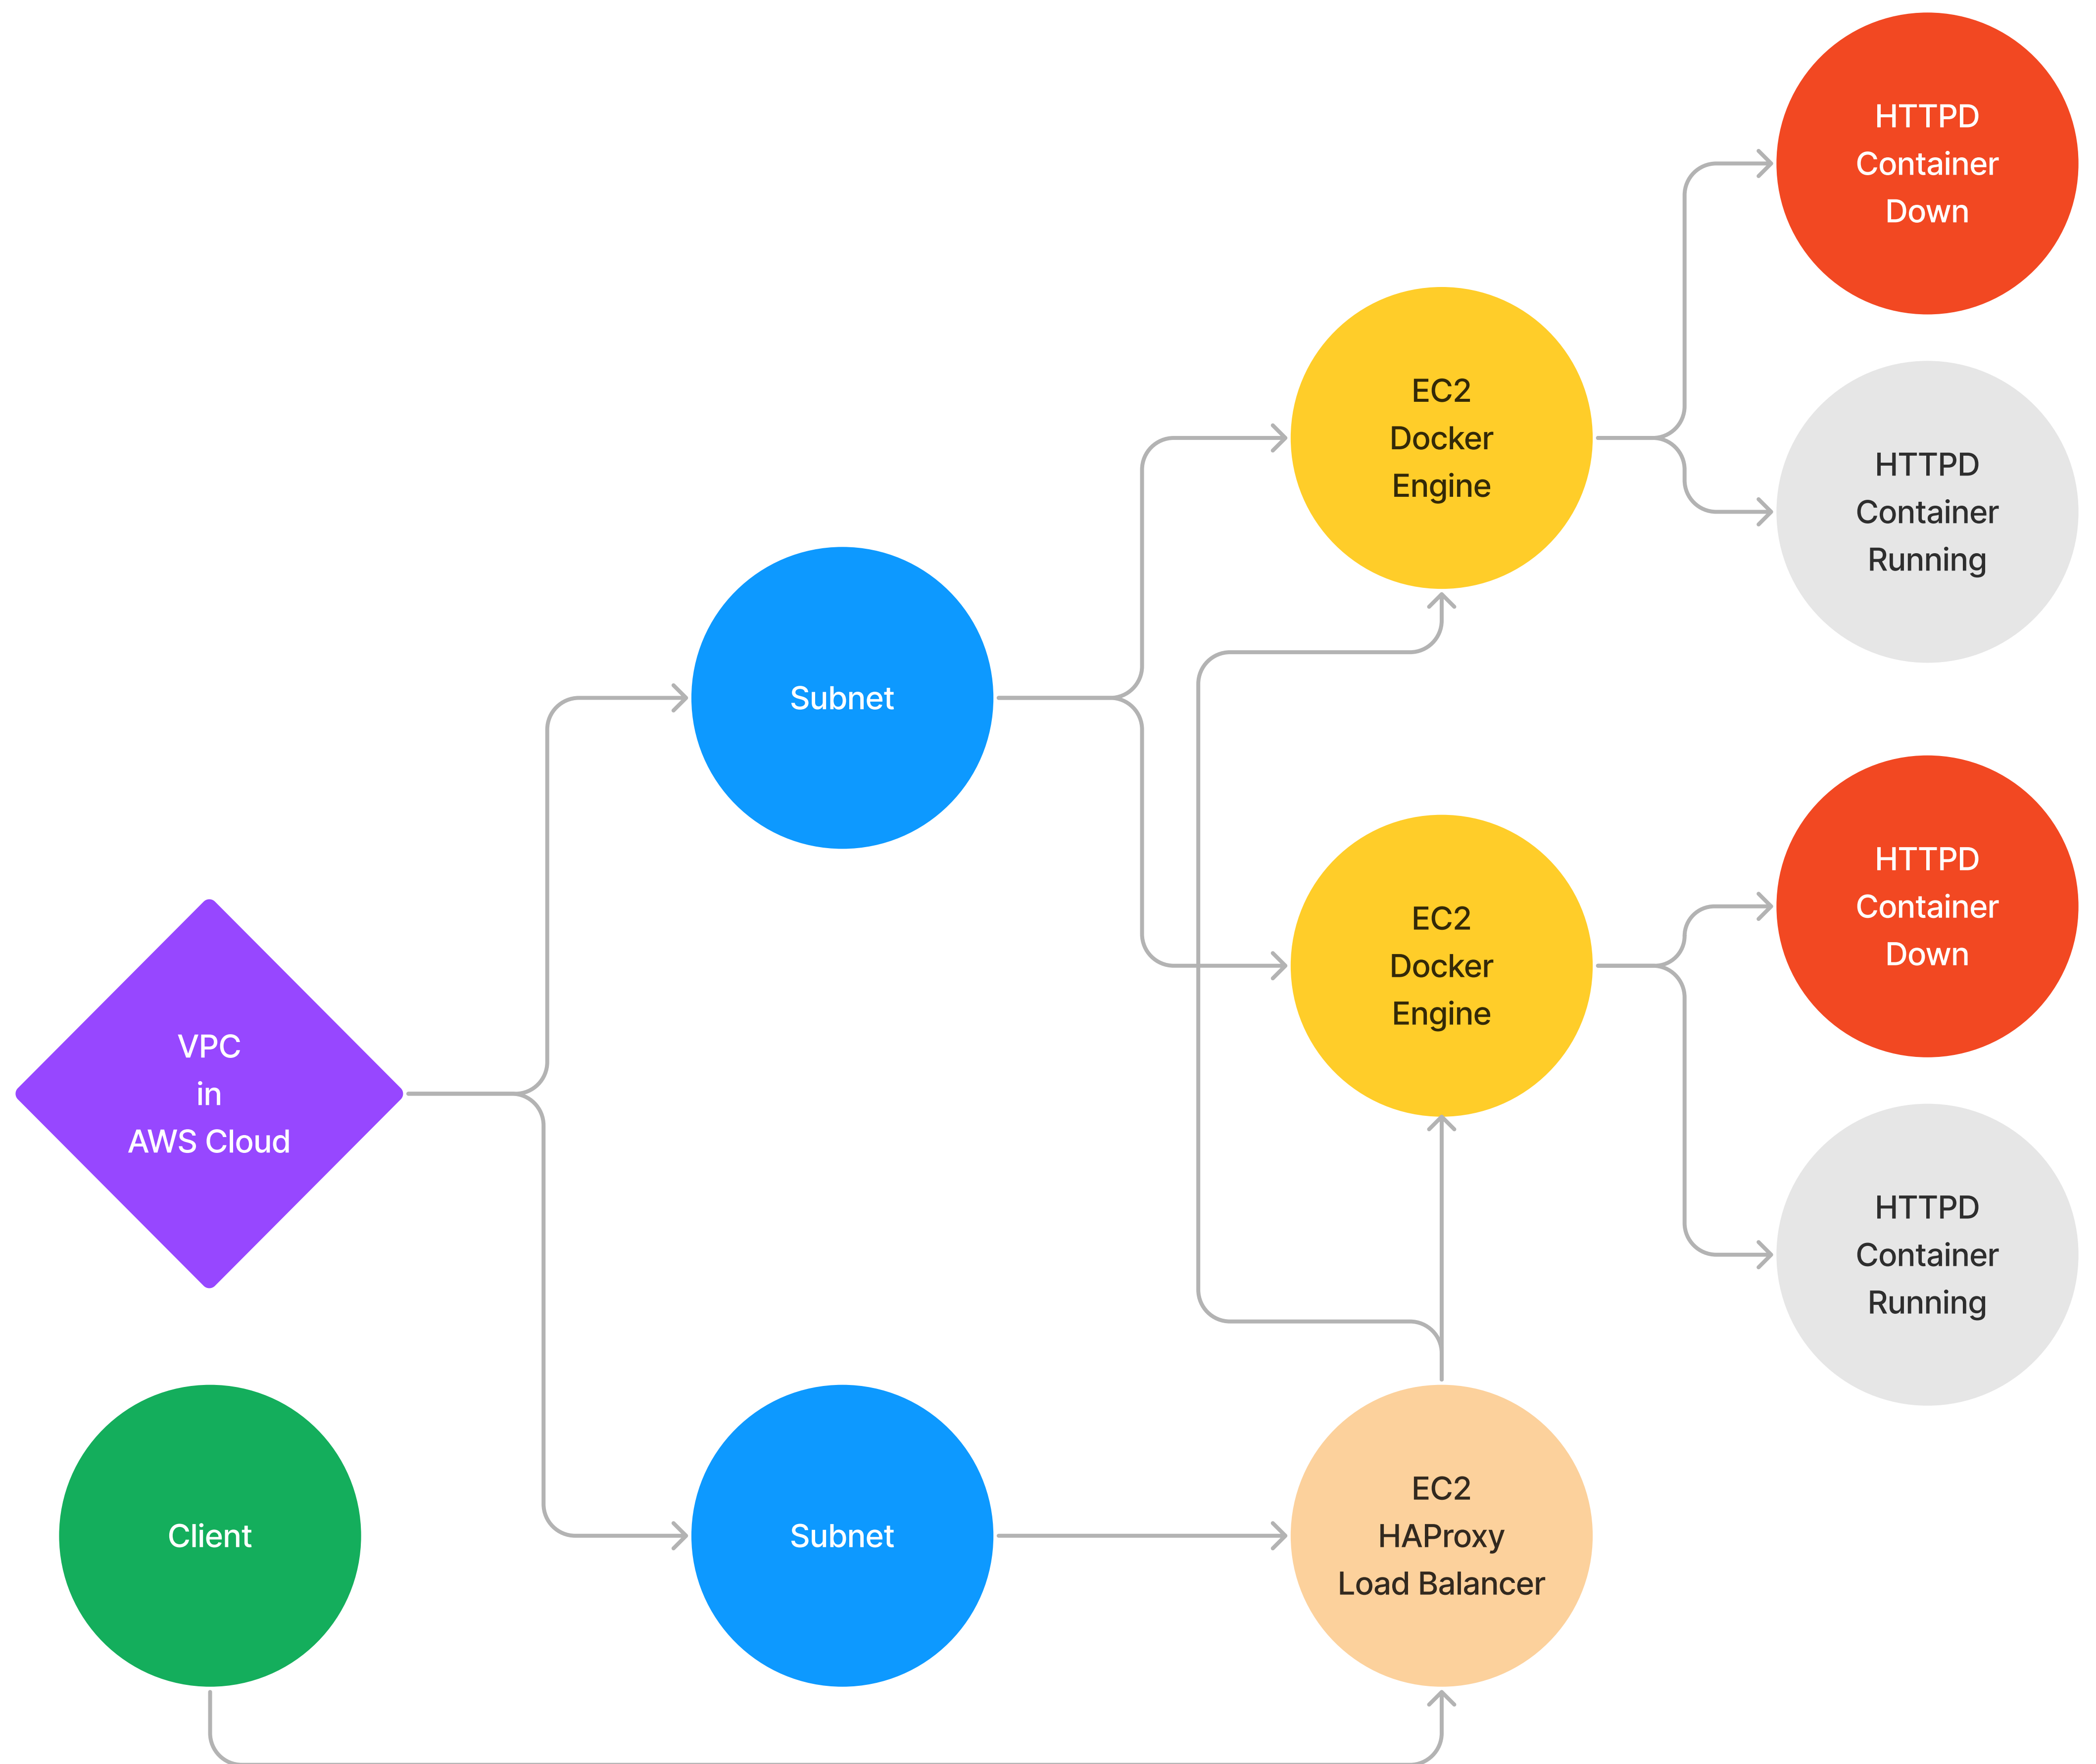 HTTPD
Container
Down
EC2
Docker
Engine
HTTPD
Container
Running
Subnet
HTTPD
Container
Down
EC2
Docker
Engine
VPC
in
AWS Cloud
HTTPD
Container
Running
Client
Subnet
EC2
HAProxy
Load Balancer